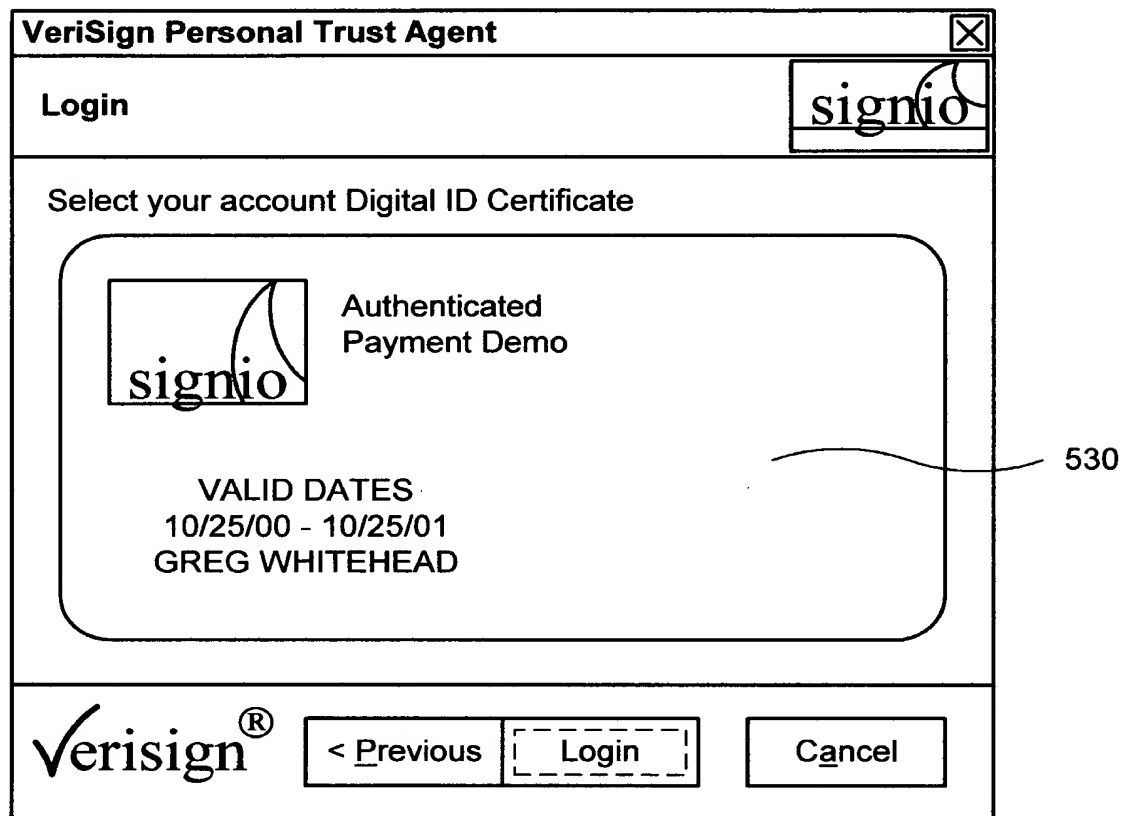 VeriSign Personal Trust Agent
Login
signio
Select your account Digital ID Certificate
signio
Authenticated
Payment Demo
530
VALID DATES
10/25/00 - 10/25/01
GREG WHITEHEAD
Verisign®
< Previous
Login
Cancel